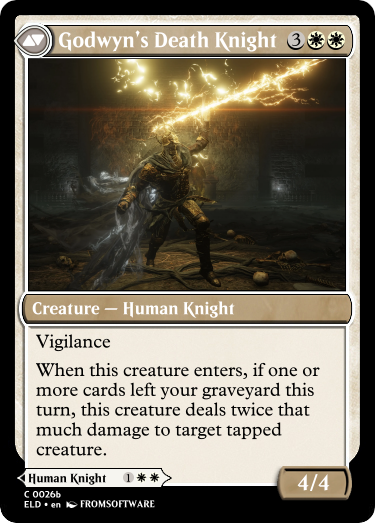 Godwyn's Death Knight 3
Creature — Human Knight
Vigilance
When this creature enters, if one or
more cards left your graveyard this
turn, this creature deals twice that
much damage to target tapped
creature.
Human Knight 1
4/4
C 0026b
ELD • en FROMSOFTWARE